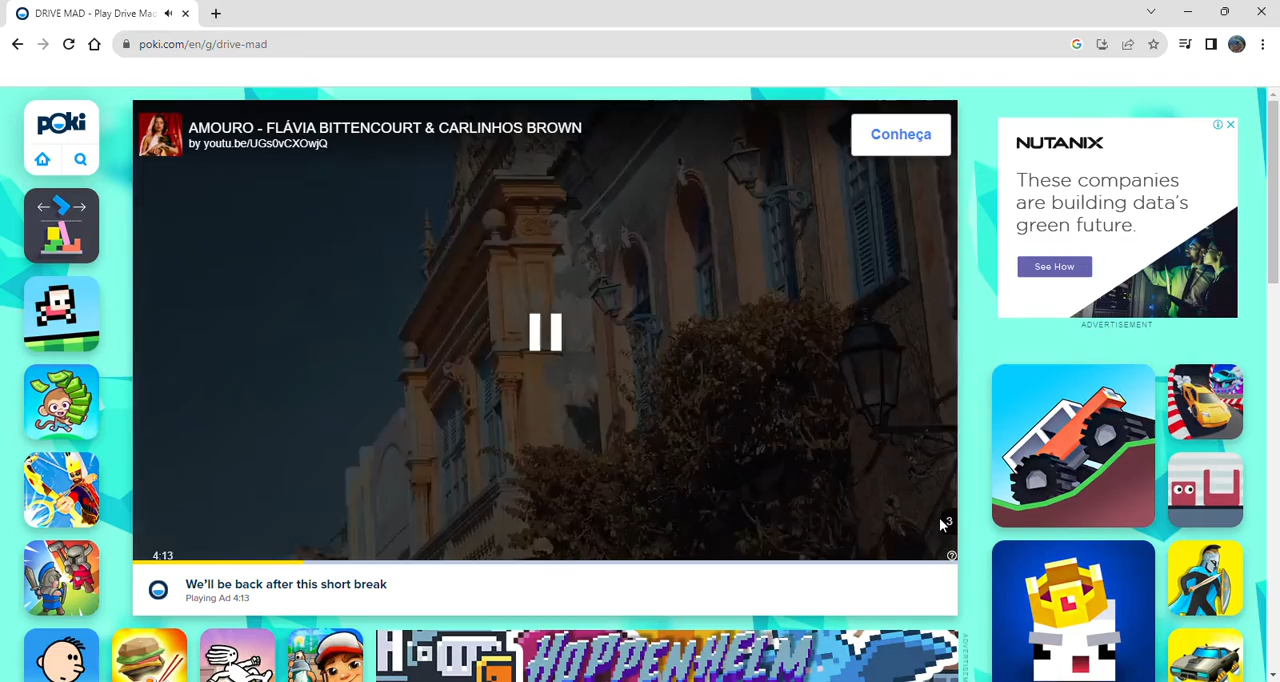 DRIVE MAD - Play Drive Mad
poki.com/en/g/drive-mad
poki
AMOURO - FLÁVIA BITTENCOURT & CARLINHOS BROWN
by youtu.be/UGs0vCXOwjQ
Conheça
3
4:13
We'll be back after this short break
Playing Ad 4:13
NUTANIX
These companies
are building data's
green future.
See How
ADVERTISEMENT
HOPPENHELM